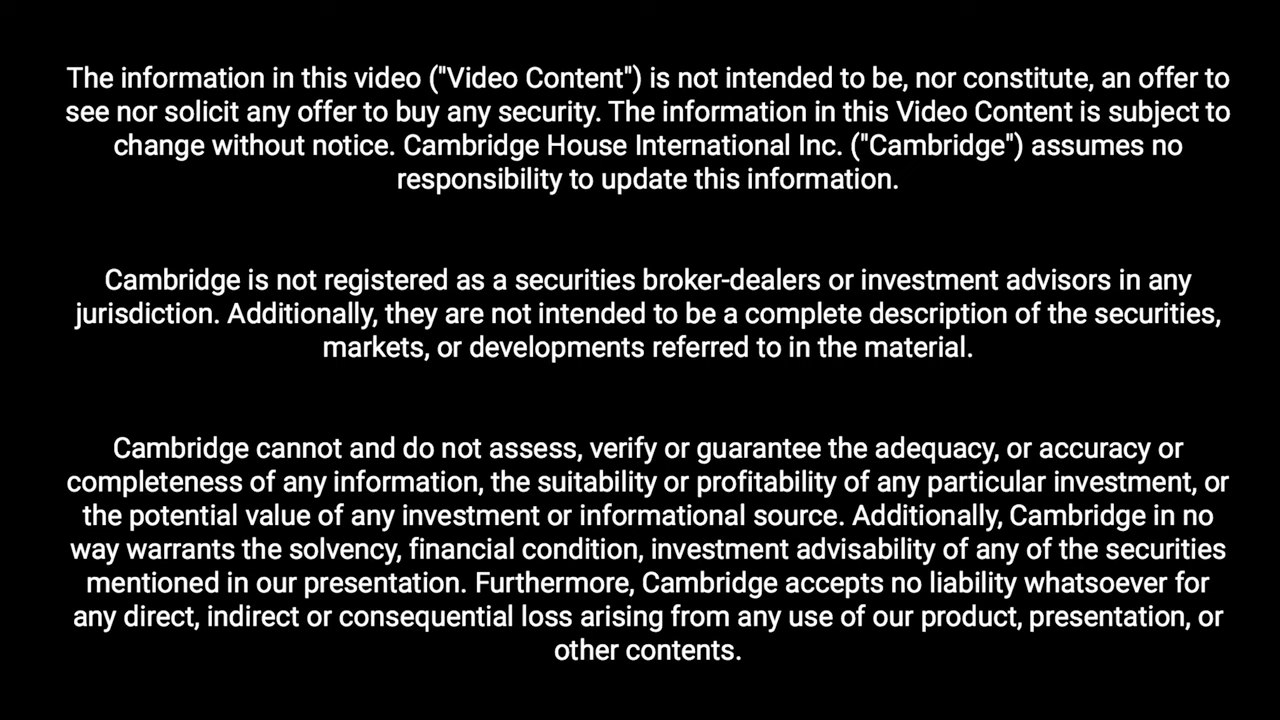 The information in this video ("Video Content") is not intended to be, nor constitute, an offer to
see nor solicit any offer to buy any security. The information in this Video Content is subject to
change without notice. Cambridge House International Inc. ("Cambridge") assumes no
responsibility to update this information.
Cambridge is not registered as a securities broker-dealers or investment advisors in any
jurisdiction. Additionally, they are not intended to be a complete description of the securities,
markets, or developments referred to in the material.
Cambridge cannot and do not assess, verify or guarantee the adequacy, or accuracy or
completeness of any information, the suitability or profitability of any particular investment, or
the potential value of any investment or informational source. Additionally, Cambridge in no
way warrants the solvency, financial condition, investment advisability of any of the securities
mentioned in our presentation. Furthermore, Cambridge accepts no liability whatsoever for
any direct, indirect or consequential loss arising from any use of our product, presentation, or
other contents.